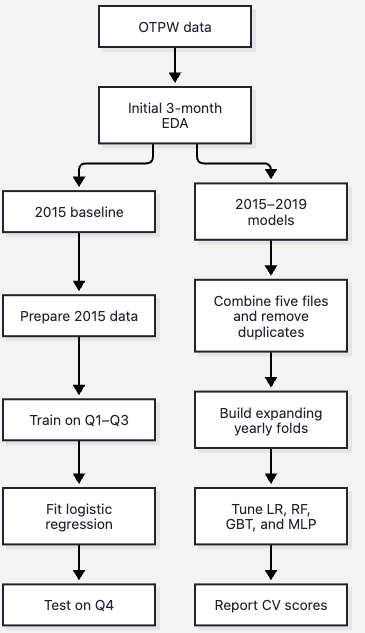 OTPW data
Initial 3-month
EDA
2015 baseline
2015–2019
models
Prepare 2015 data
Combine five files
and remove
duplicates
Train on Q1–Q3
Build expanding
yearly folds
Fit logistic
regression
Tune LR, RF,
GBT, and MLP
Test on Q4
Report CV scores